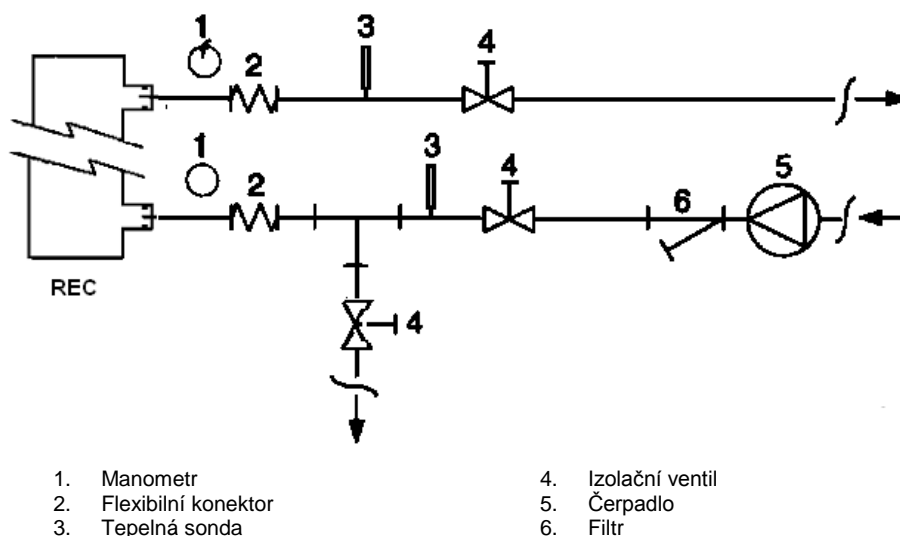 1
2
3
4
1
2
3
4
6
5
REC
4
1. Manometr
2. Flexibilní konektor
3. Tepelná sonda
4. Izolační ventil
5. Čerpadlo
6. Filtr